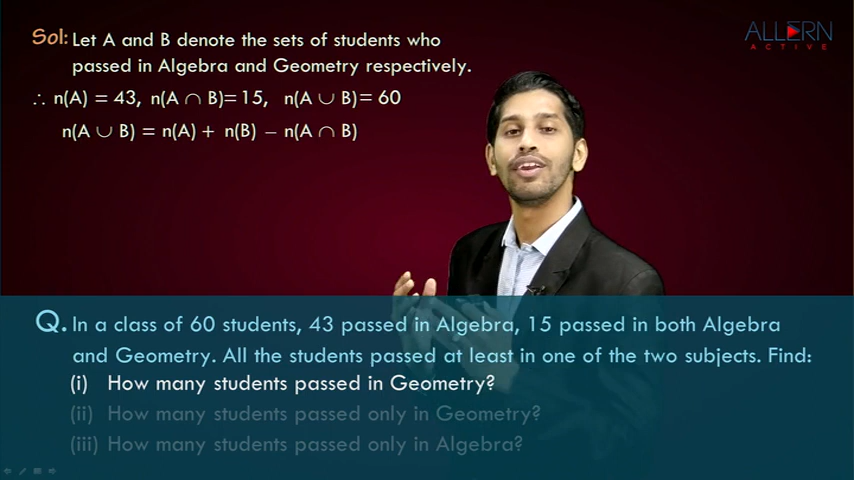 ALLERN
ACTIVE
Sol: Let A and B denote the sets of students who
passed in Algebra and Geometry respectively.
∴ n(A) = 43, n(A ∩ B)= 15, n(A ∪ B)= 60
n(A ∪ B) = n(A) + n(B) – n(A ∩ B)
Q. In a class of 60 students, 43 passed in Algebra, 15 passed in both Algebra
and Geometry. All the students passed at least in one of the two subjects. Find:
(i) How many students passed in Geometry?
(ii) How many students passed only in Geometry?
(iii) How many students passed only in Algebra?